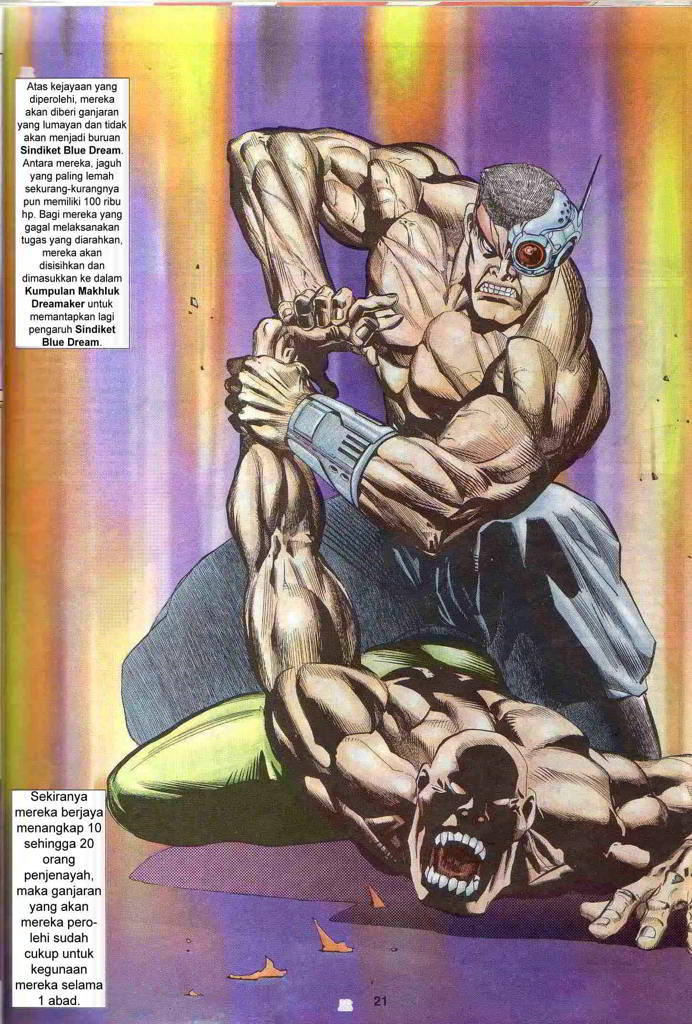 Atas kejayaan yang
diperolehi, mereka
akan diberi ganjaran
yang lumayan dan tidak
akan menjadi buruan
Sindiket Blue Dream.
Antara mereka, jaguh
yang paling lemah
sekurang-kurangnya
pun memiliki 100 ribu
hp. Bagi mereka yang
gagal melaksanakan
tugas yang diarahkan,
mereka akan
disisihkan dan
dimasukkan ke dalam
Kumpulan Makhluk
Dreamaker untuk
memantapkan lagi
pengaruh Sindiket
Blue Dream.
Sekiranya
mereka berjaya
menangkap 10
sehingga 20
orang
penjenayah,
maka ganjaran
yang akan
mereka pero-
lehi sudah
cukup untuk
kegunaan
mereka selama
1 abad.
21